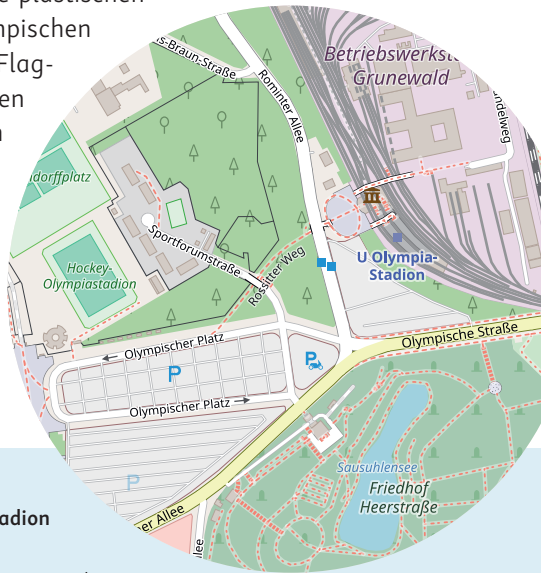 e plastischen
mpischen
Flag-
en
n
s-Braun-Straße
Rominter Allee
Betriebswerkst
Grunewald
ndelweg
dorffplatz
Sportforumstraße
Hockey-
Olympiastadion
Rossitter Weg
U Olympia-
Stadion
Olympischer Platz
P
P
Olympische Straße
Olympischer Platz
P
Sausuhlensee
Friedhof
Heerstraße
er Allee
llee
adion